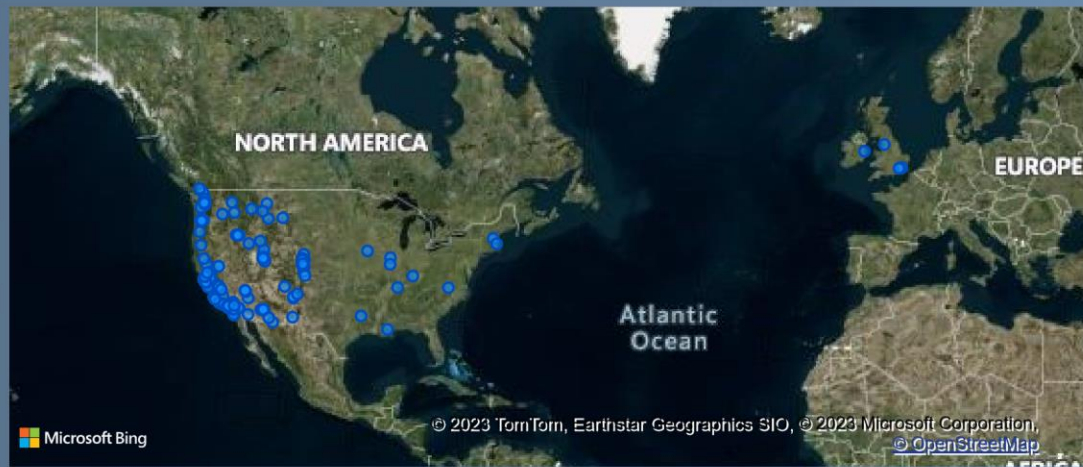 NORTH AMERICA
EUROPE
Atlantic
Ocean
Microsoft Bing
© 2023 TomTom, Earthstar Geographics SIO, © 2023 Microsoft Corporation,
© OpenStreetMap